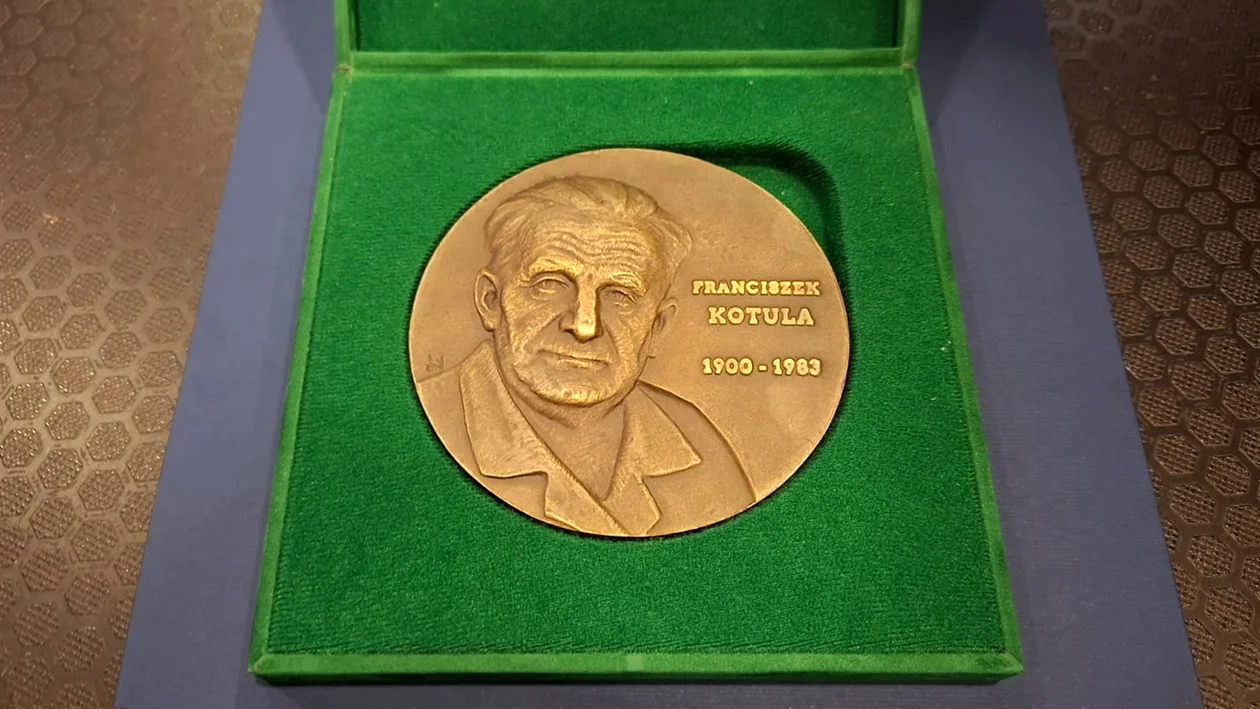 FRANCISZEK
KOTULA
1900-1983